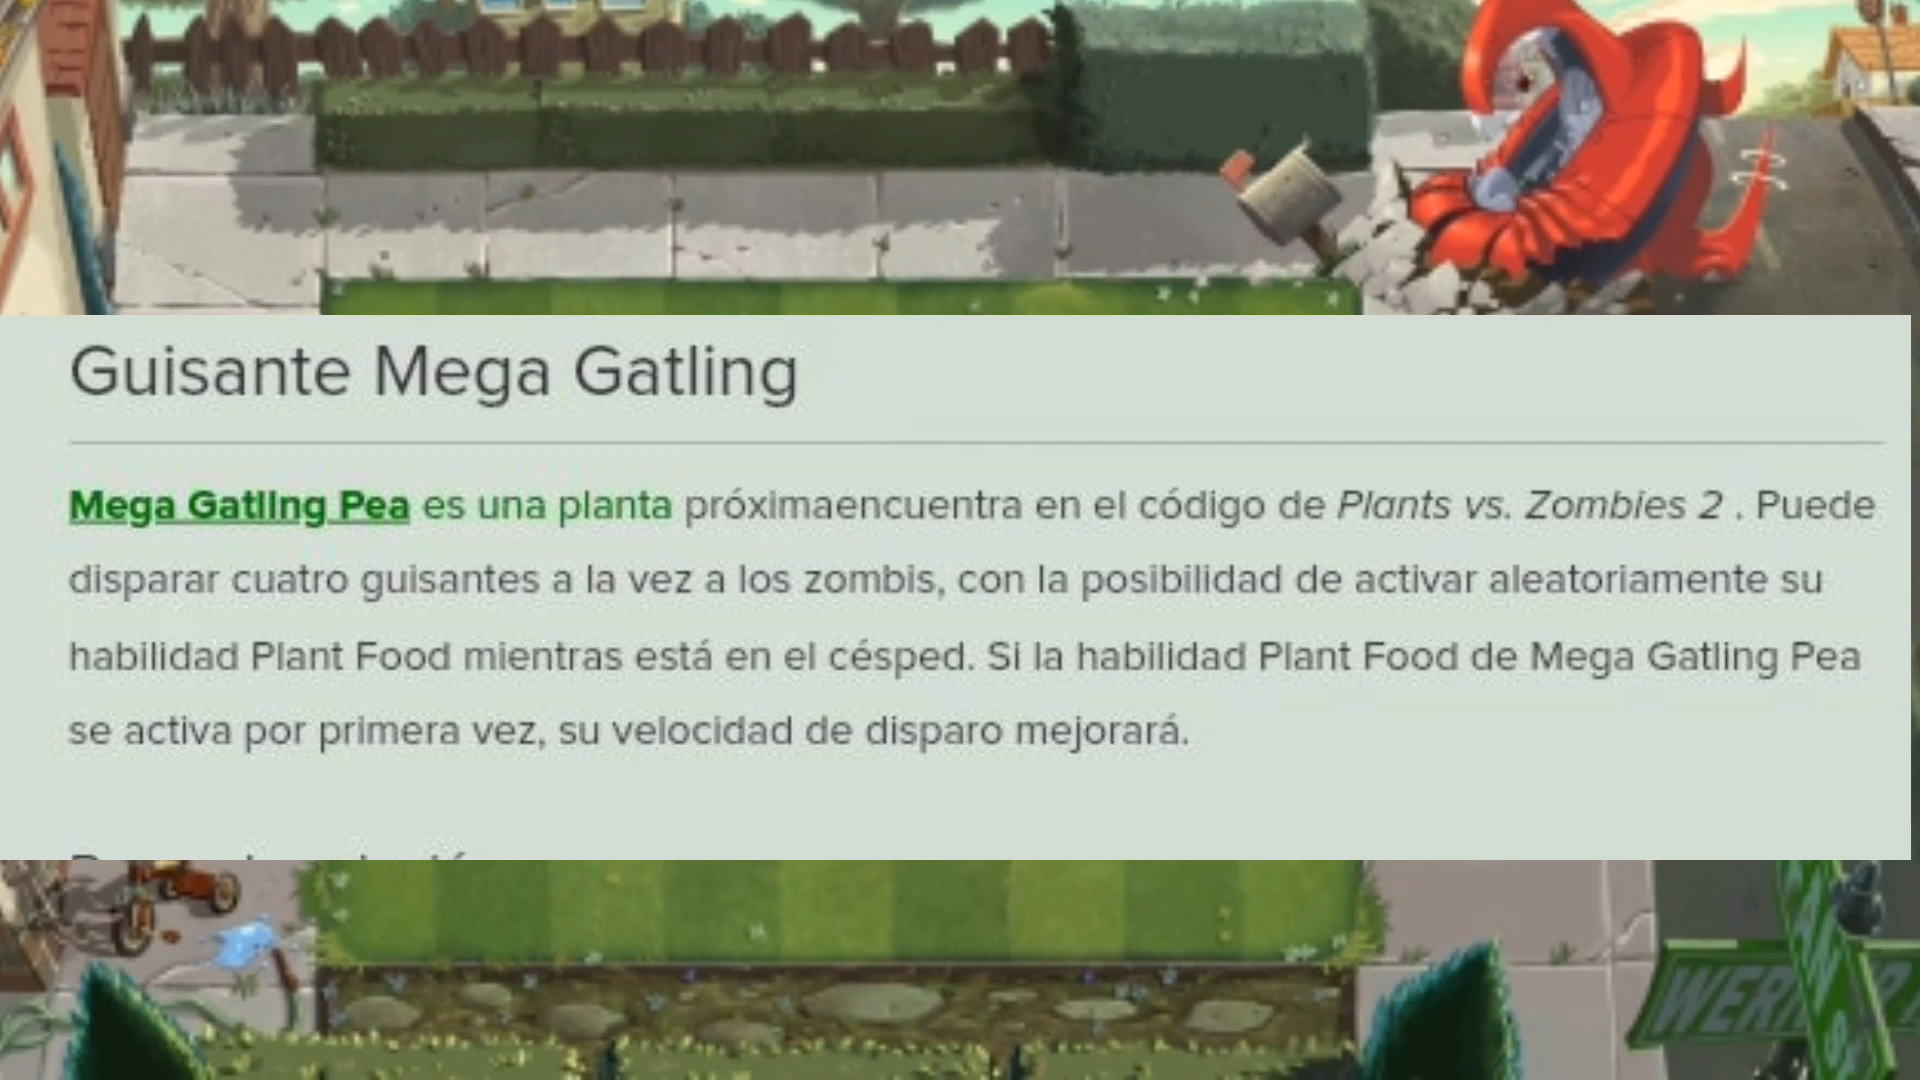 Guisante Mega Gatling
Mega Gatling Pea es una planta próximaencuentra en el código de Plants vs. Zombies 2 . Puede
disparar cuatro guisantes a la vez a los zombis, con la posibilidad de activar aleatoriamente su
habilidad Plant Food mientras está en el césped. Si la habilidad Plant Food de Mega Gatling Pea
se activa por primera vez, su velocidad de disparo mejorará.